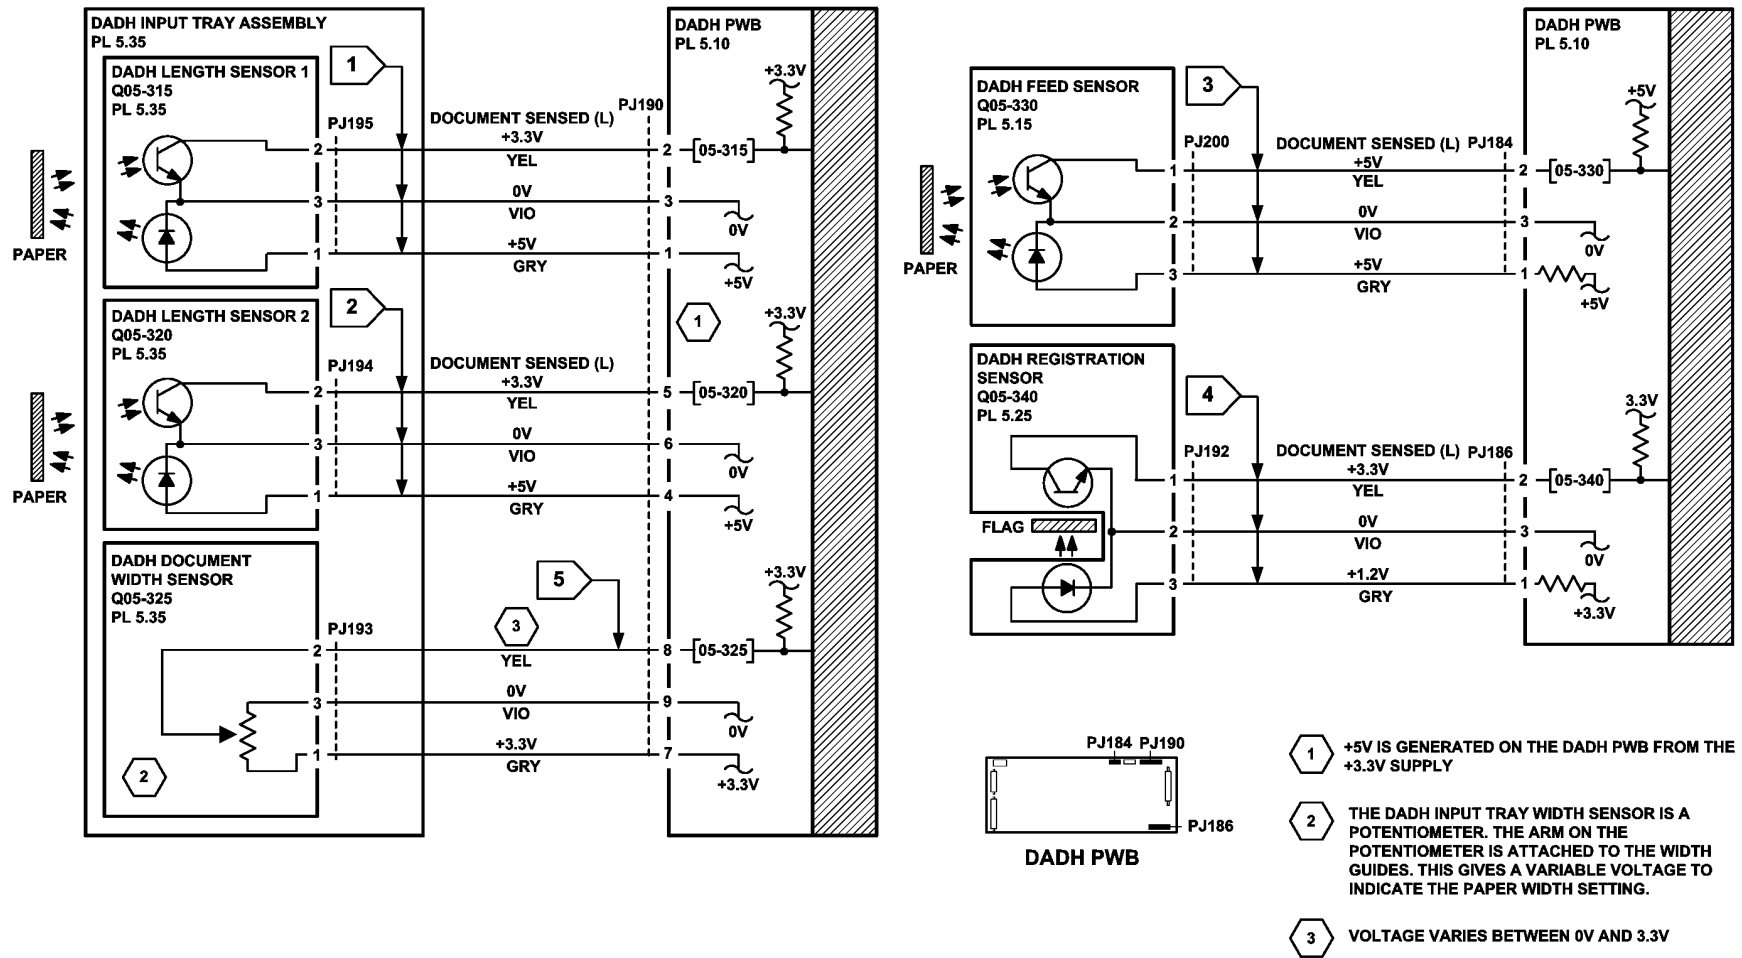 DADH INPUT TRAY ASSEMBLY
PL 5.35
DADH LENGTH SENSOR 1
Q05-315
PL 5.35
1
PJ195
DOCUMENT SENSED (L)
PJ190
DADH PWB
PL 5.10
+3.3V
2
+3.3V
YEL
2
[05-315]
3
0V
VIO
3
0V
1
+5V
GRY
1
+5V
PAPER
DADH LENGTH SENSOR 2
Q05-320
PL 5.35
2
PJ194
DOCUMENT SENSED (L)
1
+3.3V
2
+3.3V
YEL
5
[05-320]
3
0V
VIO
6
0V
1
+5V
GRY
4
+5V
PAPER
DADH DOCUMENT
WIDTH SENSOR
Q05-325
PL 5.35
5
3
PJ193
+3.3V
2
YEL
8
[05-325]
3
0V
VIO
9
0V
1
+3.3V
GRY
7
+3.3V
2
DADH FEED SENSOR
Q05-330
PL 5.15
3
PJ200
DOCUMENT SENSED (L)
PJ184
DADH PWB
PL 5.10
+5V
1
+5V
YEL
2
[05-330]
2
0V
VIO
3
0V
3
+5V
GRY
1
+5V
PAPER
DADH REGISTRATION
SENSOR
Q05-340
PL 5.25
4
PJ192
DOCUMENT SENSED (L)
PJ186
3.3V
1
+3.3V
YEL
2
[05-340]
FLAG
2
0V
VIO
3
0V
3
+1.2V
GRY
1
+3.3V
PJ184 PJ190
PJ186
DADH PWB
1
+5V IS GENERATED ON THE DADH PWB FROM THE
+3.3V SUPPLY
2
THE DADH INPUT TRAY WIDTH SENSOR IS A
POTENTIOMETER. THE ARM ON THE
POTENTIOMETER IS ATTACHED TO THE WIDTH
GUIDES. THIS GIVES A VARIABLE VOLTAGE TO
INDICATE THE PAPER WIDTH SETTING.
3
VOLTAGE VARIES BETWEEN 0V AND 3.3V